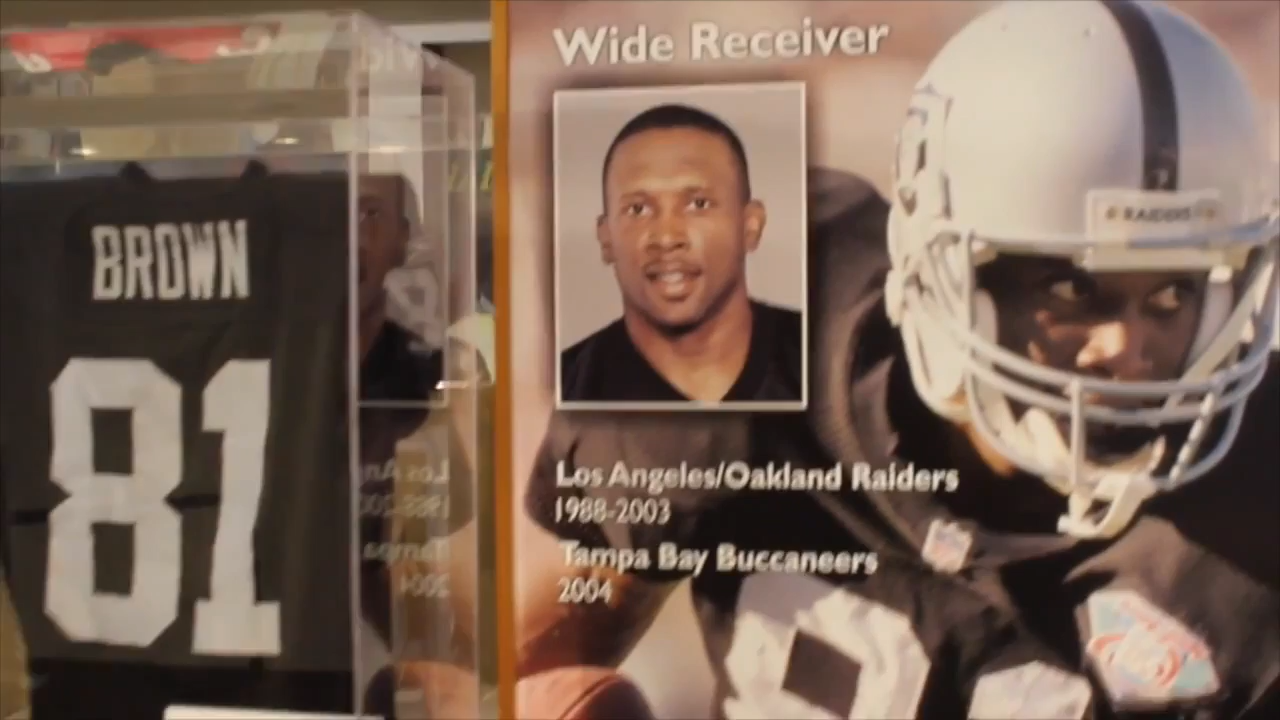 BROWN
81
Wide Receiver
RAIDERS
Los Angeles/Oakland Raiders
1988-2003
Tampa Bay Buccaneers
2004